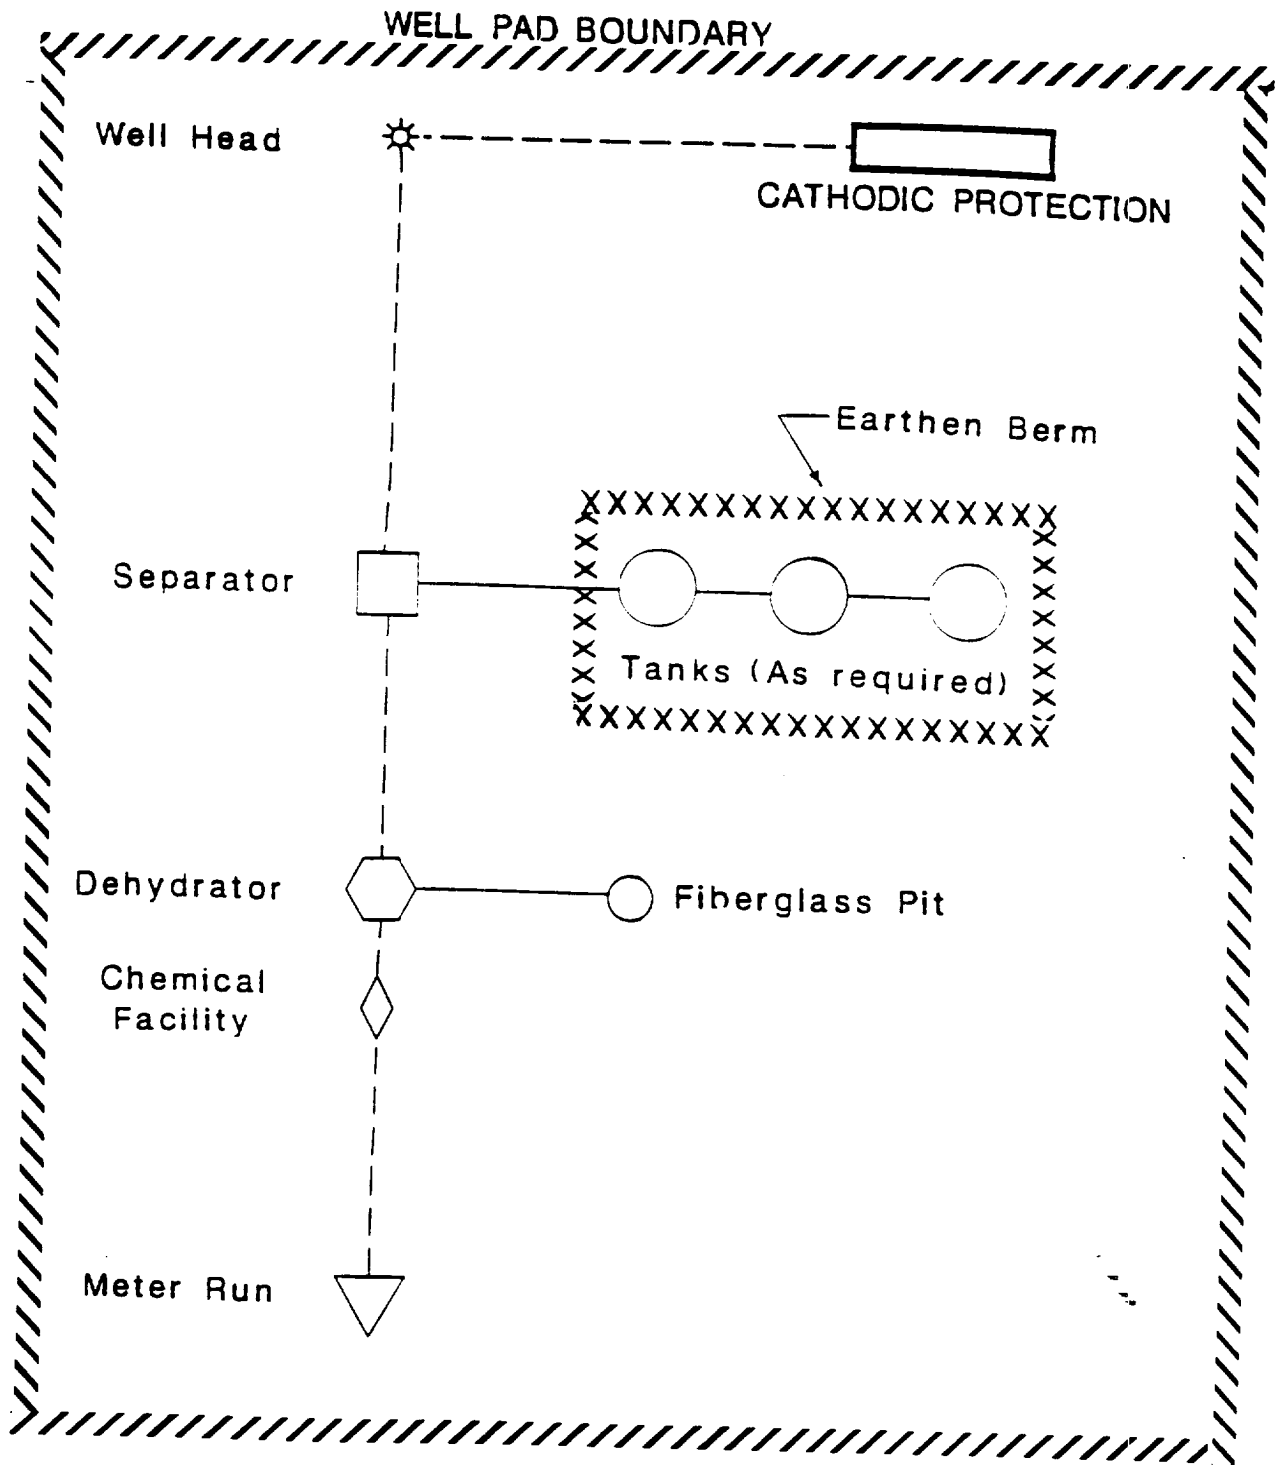 WELL PAD BOUNDARY
Well Head
CATHODIC PROTECTION
Earthen Berm
Separator
Tanks (As required)
Dehydrator
Fiberglass Pit
Chemical
Facility
Meter Run